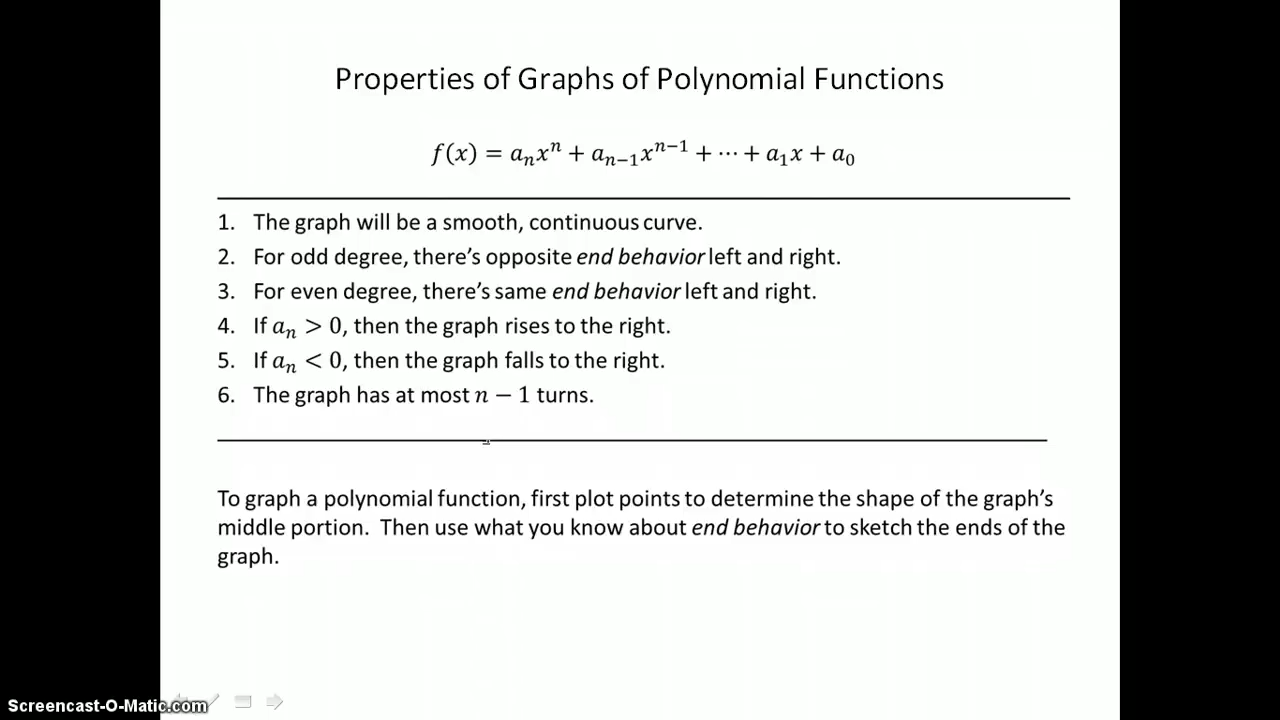 Properties of Graphs of Polynomial Functions
f(x) = aₙxⁿ + aₙ₋₁xⁿ⁻¹ + ⋯ + a₁x + a₀
1. The graph will be a smooth, continuous curve.
2. For odd degree, there’s opposite end behavior left and right.
3. For even degree, there’s same end behavior left and right.
4. If aₙ > 0, then the graph rises to the right.
5. If aₙ < 0, then the graph falls to the right.
6. The graph has at most n − 1 turns.
To graph a polynomial function, first plot points to determine the shape of the graph’s
middle portion. Then use what you know about end behavior to sketch the ends of the
graph.
Screencast-O-Matic.com